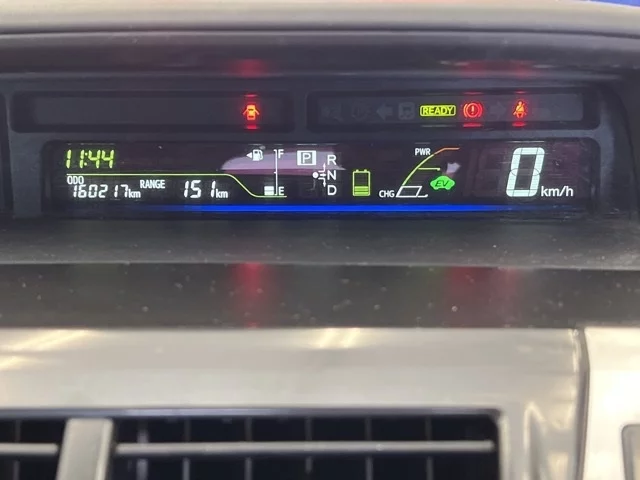 READY
11:44
F
P
R
PWR
0
ODO
RANGE
N
EV
160217km
151km
E
D
CHG
km/h